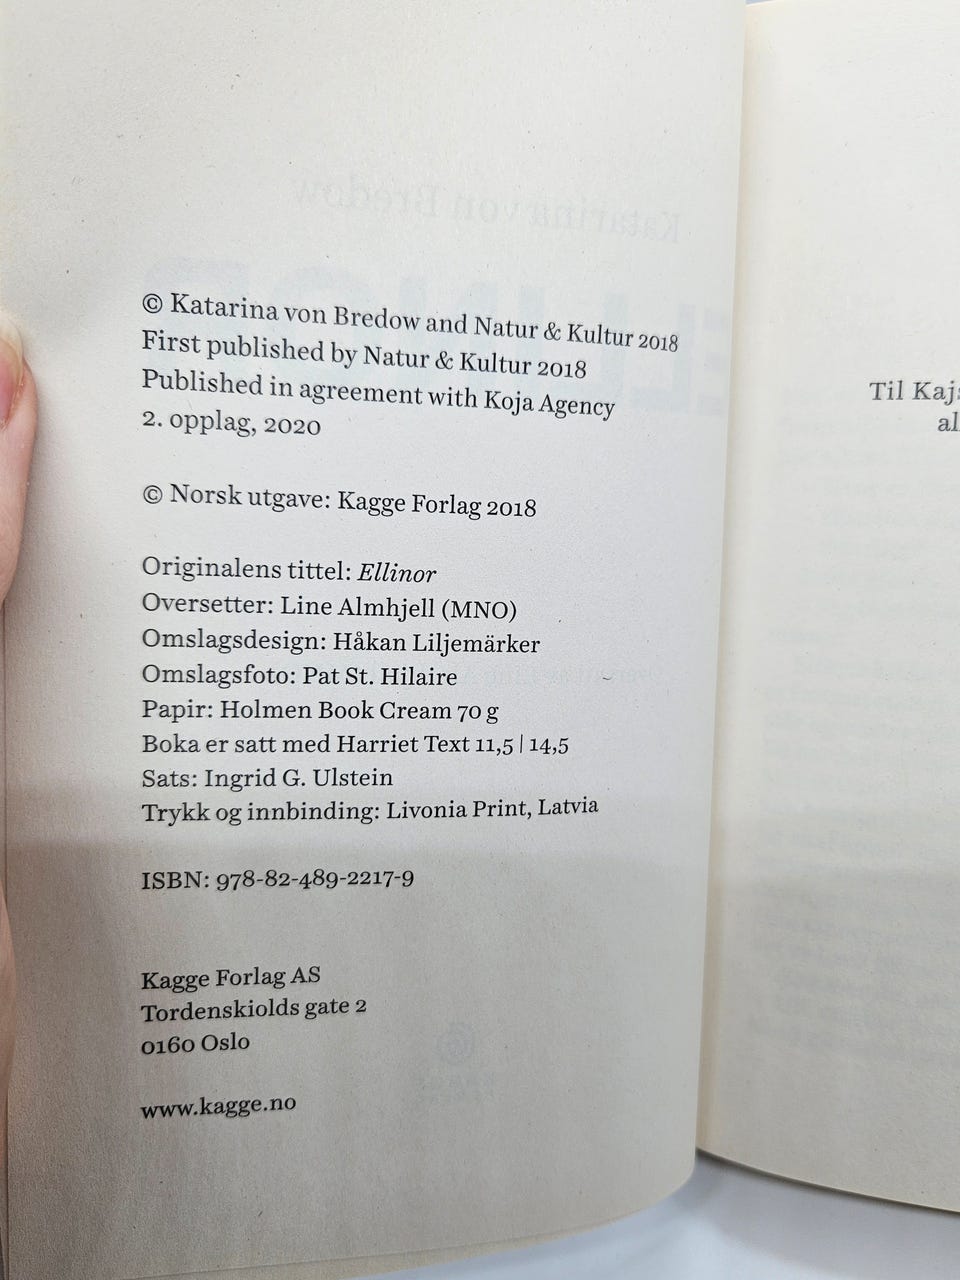 © Katarina von Bredow and Natur & Kultur 2018
First published by Natur & Kultur 2018
Published in agreement with Koja Agency
2. opplag, 2020
© Norsk utgave: Kagge Forlag 2018
Originalens tittel: Ellinor
Oversetter: Line Almhjell (MNO)
Omslagsdesign: Håkan Liljemärker
Omslagsfoto: Pat St. Hilaire
Papir: Holmen Book Cream 70 g
Boka er satt med Harriet Text 11,5 | 14,5
Sats: Ingrid G. Ulstein
Trykk og innbinding: Livonia Print, Latvia
ISBN: 978-82-489-2217-9
Kagge Forlag AS
Tordenskiolds gate 2
0160 Oslo
www.kagge.no
Til